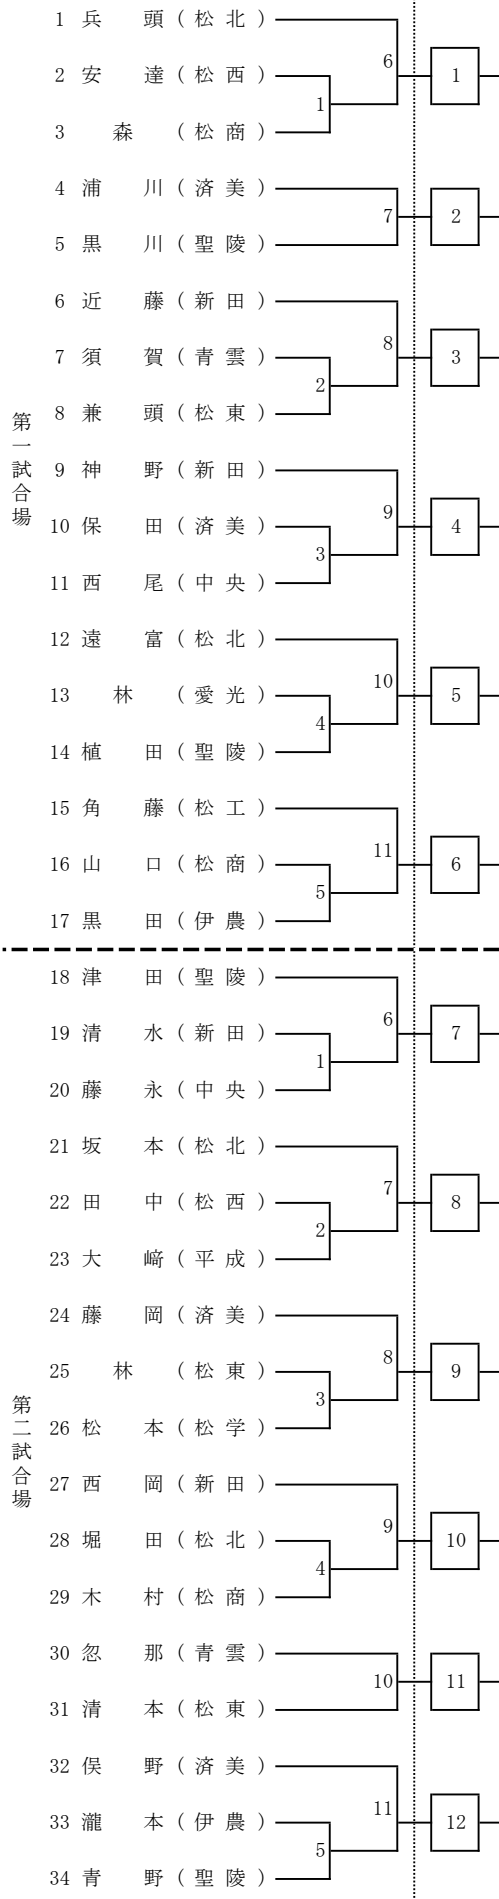 第一試合場
1 兵頭(松北)
2 安達(松西)
3 森(松商)
4 浦川(済美)
5 黒川(聖陵)
6 近藤(新田)
7 須賀(青雲)
8 兼頭(松東)
9 神野(新田)
10 保田(済美)
11 西尾(中央)
12 遠富(松北)
13 林(愛光)
14 植田(聖陵)
15 角藤(松工)
16 山口(松商)
17 黒田(伊農)
1
6
1
7
2
2
8
3
3
9
4
4
10
5
5
11
6
第二試合場
18 津田(聖陵)
19 清水(新田)
20 藤永(中央)
21 坂本(松北)
22 田中(松西)
23 大﨑(平成)
24 藤岡(済美)
25 林(松東)
26 松本(松学)
27 西岡(新田)
28 堀田(松北)
29 木村(松商)
30 忽那(青雲)
31 清本(松東)
32 俣野(済美)
33 瀧本(伊農)
34 青野(聖陵)
1
6
7
2
7
8
3
8
9
4
9
10
10
11
5
11
12